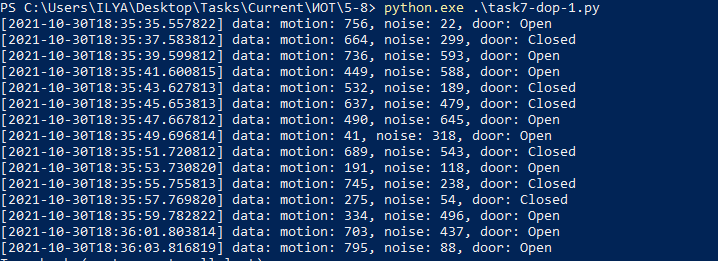 PS C:\Users\ILYA\Desktop\Tasks\Current\ИОТ\5-8> python.exe .\task7-dop-1.py
[2021-10-30T18:35:35.557822] data: motion: 756, noise: 22, door: Open
[2021-10-30T18:35:37.583812] data: motion: 664, noise: 299, door: Closed
[2021-10-30T18:35:39.599812] data: motion: 736, noise: 593, door: Open
[2021-10-30T18:35:41.600815] data: motion: 449, noise: 588, door: Open
[2021-10-30T18:35:43.627813] data: motion: 532, noise: 189, door: Closed
[2021-10-30T18:35:45.653813] data: motion: 637, noise: 479, door: Closed
[2021-10-30T18:35:47.667812] data: motion: 490, noise: 645, door: Open
[2021-10-30T18:35:49.696814] data: motion: 41, noise: 318, door: Open
[2021-10-30T18:35:51.720812] data: motion: 689, noise: 543, door: Closed
[2021-10-30T18:35:53.730820] data: motion: 191, noise: 118, door: Open
[2021-10-30T18:35:55.755813] data: motion: 745, noise: 238, door: Closed
[2021-10-30T18:35:57.769820] data: motion: 275, noise: 54, door: Closed
[2021-10-30T18:35:59.782822] data: motion: 334, noise: 496, door: Open
[2021-10-30T18:36:01.803814] data: motion: 703, noise: 437, door: Open
[2021-10-30T18:36:03.816819] data: motion: 795, noise: 88, door: Open